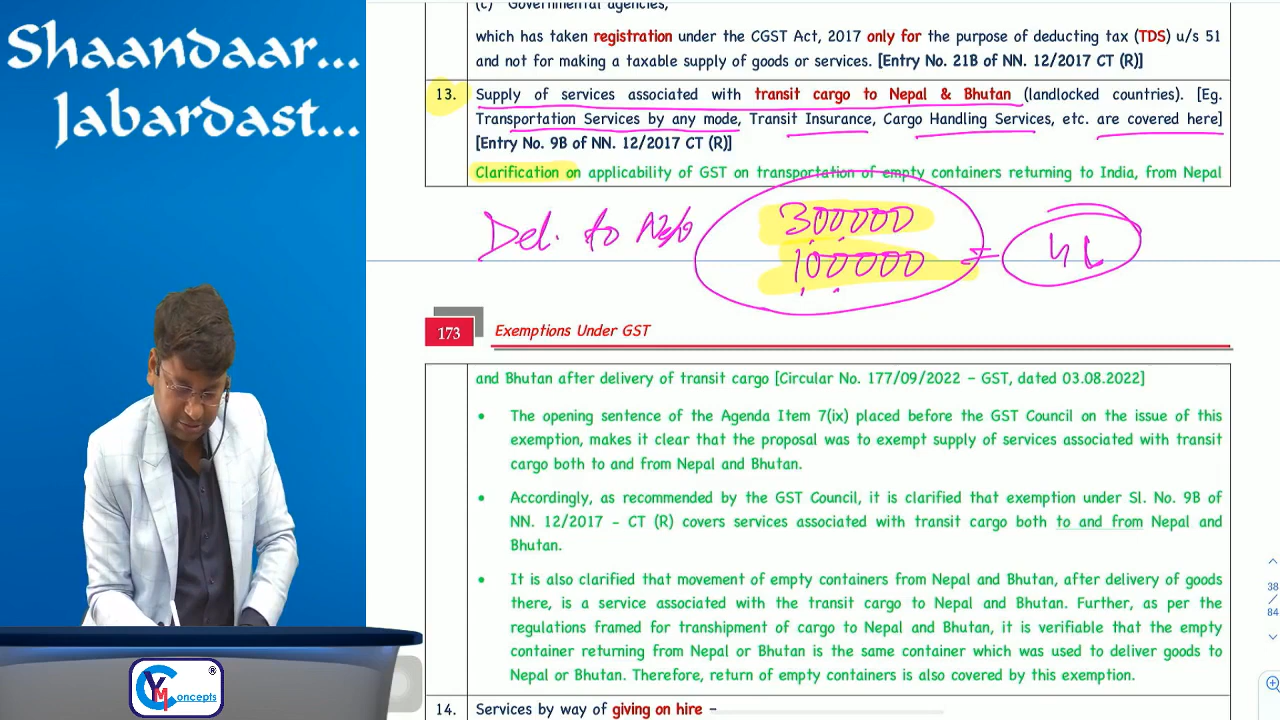 Shaandaar...
Jabardast...
(c) Governmental agencies,
which has taken registration under the CGST Act, 2017 only for the purpose of deducting tax (TDS) u/s 51
and not for making a taxable supply of goods or services. [Entry No. 21B of NN. 12/2017 CT (R)]
13. Supply of services associated with transit cargo to Nepal & Bhutan (landlocked countries). [Eg.
Transportation Services by any mode, Transit Insurance, Cargo Handling Services, etc. are covered here]
[Entry No. 9B of NN. 12/2017 CT (R)]
Clarification on applicability of GST on transportation of empty containers returning to India, from Nepal
Del. to
300000
100000
=
4L
173 Exemptions Under GST
and Bhutan after delivery of transit cargo [Circular No. 177/09/2022 – GST, dated 03.08.2022]
• The opening sentence of the Agenda Item 7(ix) placed before the GST Council on the issue of this
exemption, makes it clear that the proposal was to exempt supply of services associated with transit
cargo both to and from Nepal and Bhutan.
• Accordingly, as recommended by the GST Council, it is clarified that exemption under Sl. No. 9B of
NN. 12/2017 – CT (R) covers services associated with transit cargo both to and from Nepal and
Bhutan.
• It is also clarified that movement of empty containers from Nepal and Bhutan, after delivery of goods
there, is a service associated with the transit cargo to Nepal and Bhutan. Further, as per the
regulations framed for transhipment of cargo to Nepal and Bhutan, it is verifiable that the empty
container returning from Nepal or Bhutan is the same container which was used to deliver goods to
Nepal or Bhutan. Therefore, return of empty containers is also covered by this exemption.
14. Services by way of giving on hire –
38
/
84
YM Concepts
®